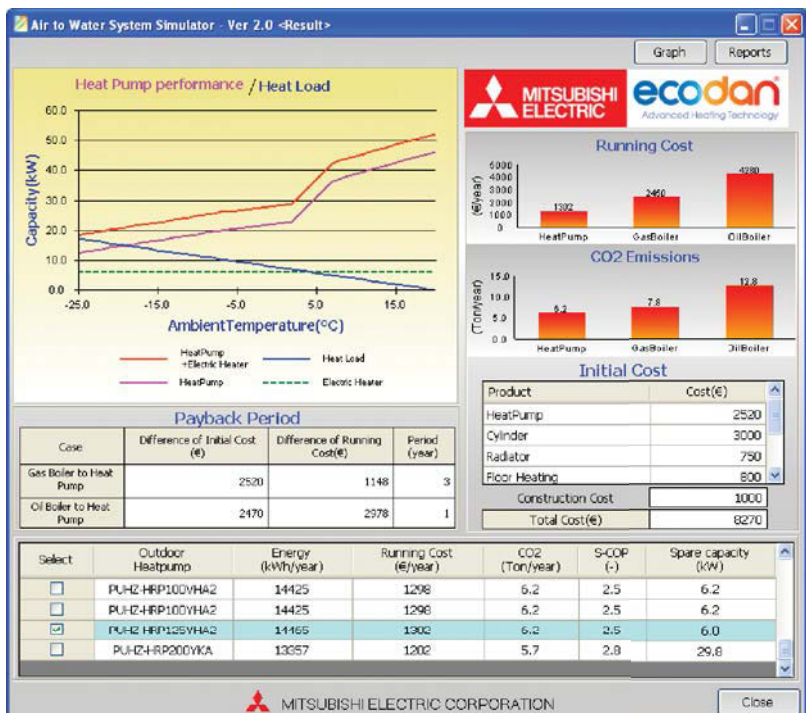 Air to Water System Simulator - Ver 2.0 <Result>
Graph
Reports
Heat Pump performance / Heat Load
Capacity(kW)
60.0
50.0
40.0
30.0
20.0
10.0
0.0
-25.0 -15.0 -5.0 5.0 15.0
AmbientTemperature(°C)
HeatPump
+Electric Heater
Heat Load
HeatPump
Electric Heater
MITSUBISHI
ELECTRIC
ecodan®
Advanced Heating Technology
Running Cost
(€/year)
5000
4000
3000
2000
1000
0
1302
2450
4280
HeatPump GasBoiler OilBoiler
CO2 Emissions
(Ton/year)
15.0
10.0
5.0
0.0
6.2
7.8
12.8
HeatPump GasBoiler OilBoiler
Initial Cost
Product Cost(€)
HeatPump 2520
Cylinder 3000
Radiator 750
Floor Heating 800
Construction Cost 1000
Total Cost(€) 8270
Payback Period
Case Difference of Initial Cost (€) Difference of Running Cost(€) Period (year)
Gas Boiler to Heat Pump 2520 1148 3
Oil Boiler to Heat Pump 2470 2978 1
Select Outdoor Heatpump Energy (kWh/year) Running Cost (€/year) CO2 (Ton/year) S-COP (-) Spare capacity (kW)
PUHZ-HRP100VHA2 14425 1298 6.2 2.5 6.2
PUHZ-HRP100YHA2 14425 1298 6.2 2.5 6.2
PUHZ-HRP125YHA2 14465 1302 6.2 2.5 6.0
PUHZ-HRP200YKA 13357 1202 5.7 2.8 29.8
MITSUBISHI ELECTRIC CORPORATION
Close